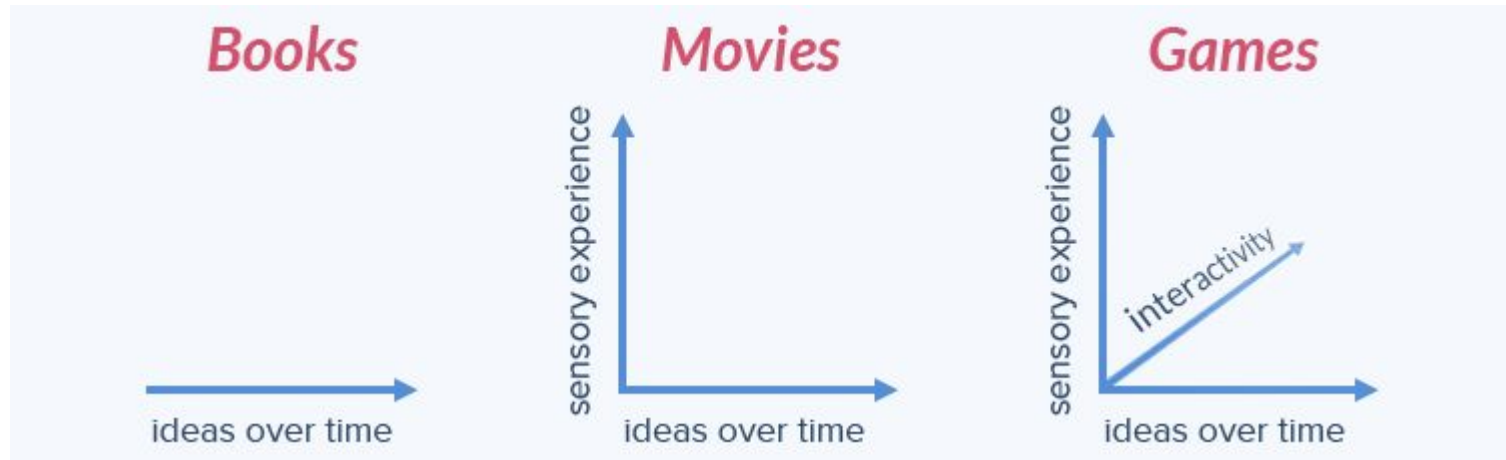 Books
ideas over time
Movies
sensory experience
ideas over time
Games
sensory experience
interactivity
ideas over time